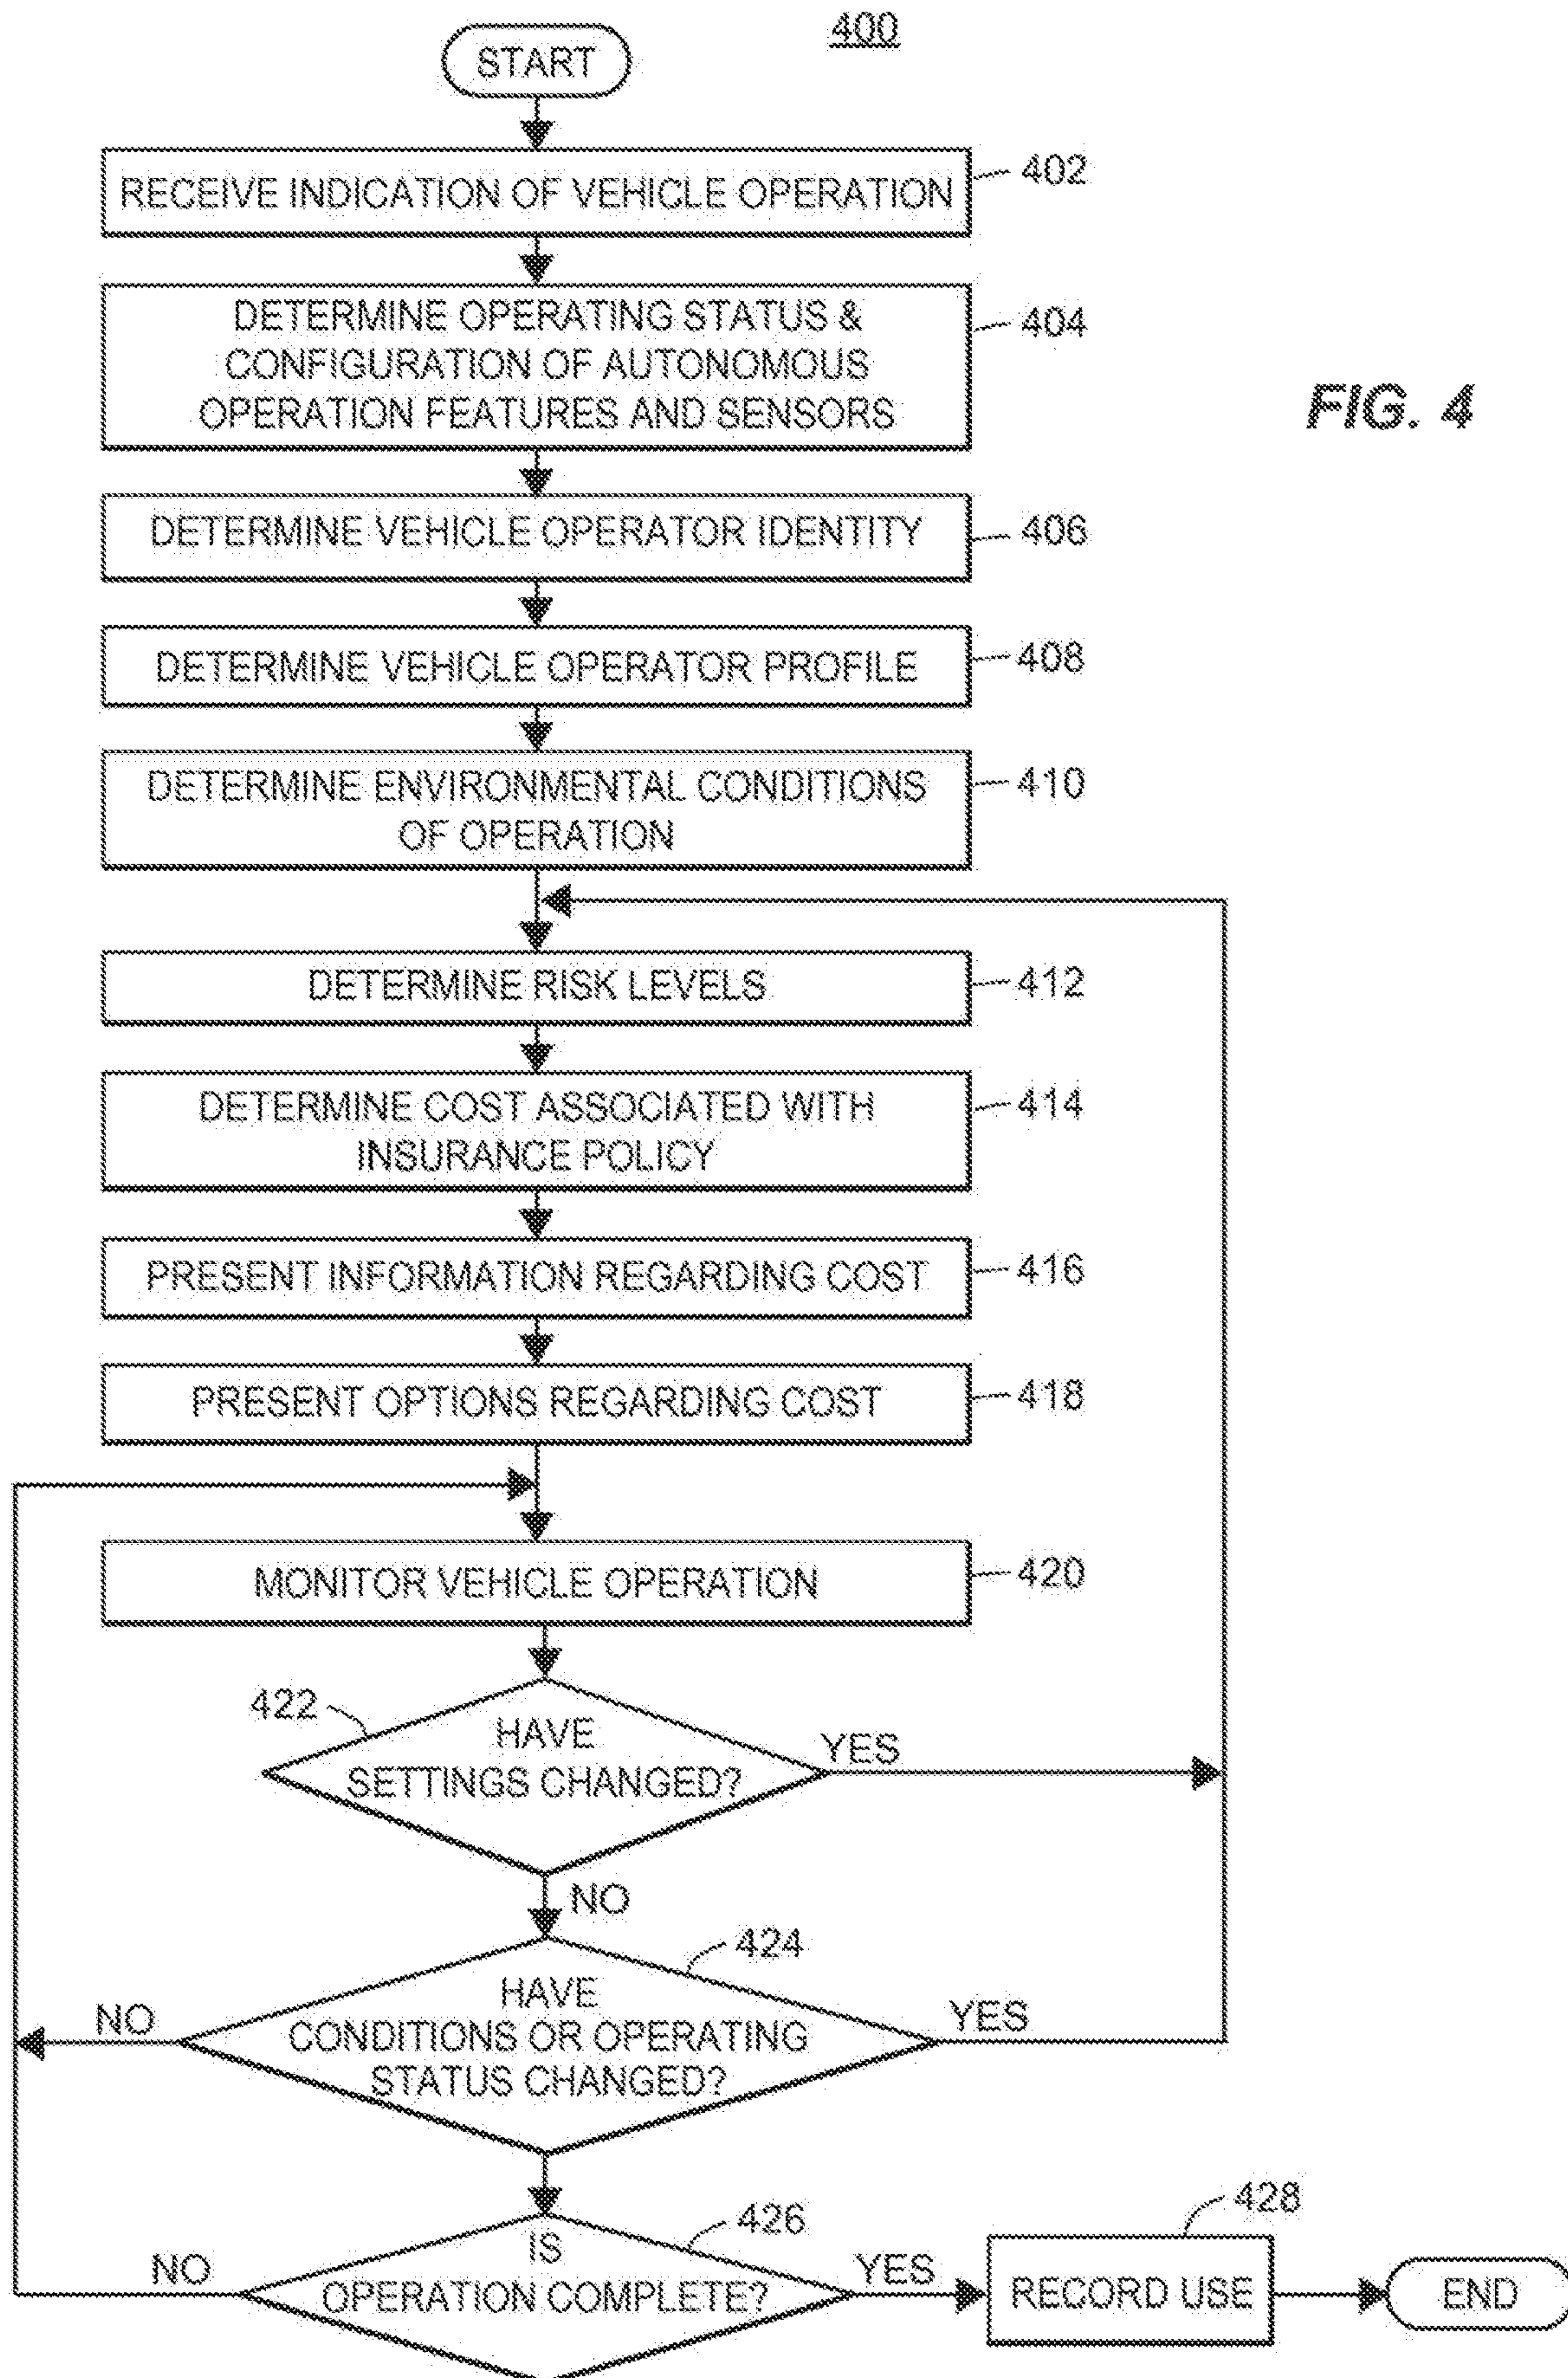 400
START
RECEIVE INDICATION OF VEHICLE OPERATION
402
DETERMINE OPERATING STATUS &
CONFIGURATION OF AUTONOMOUS
OPERATION FEATURES AND SENSORS
404
FIG. 4
DETERMINE VEHICLE OPERATOR IDENTITY
406
DETERMINE VEHICLE OPERATOR PROFILE
408
DETERMINE ENVIRONMENTAL CONDITIONS
OF OPERATION
410
DETERMINE RISK LEVELS
412
DETERMINE COST ASSOCIATED WITH
INSURANCE POLICY
414
PRESENT INFORMATION REGARDING COST
416
PRESENT OPTIONS REGARDING COST
418
MONITOR VEHICLE OPERATION
420
422
HAVE
SETTINGS CHANGED?
YES
NO
424
HAVE
CONDITIONS OR OPERATING
STATUS CHANGED?
NO
YES
426
IS
OPERATION COMPLETE?
NO
YES
428
RECORD USE
END